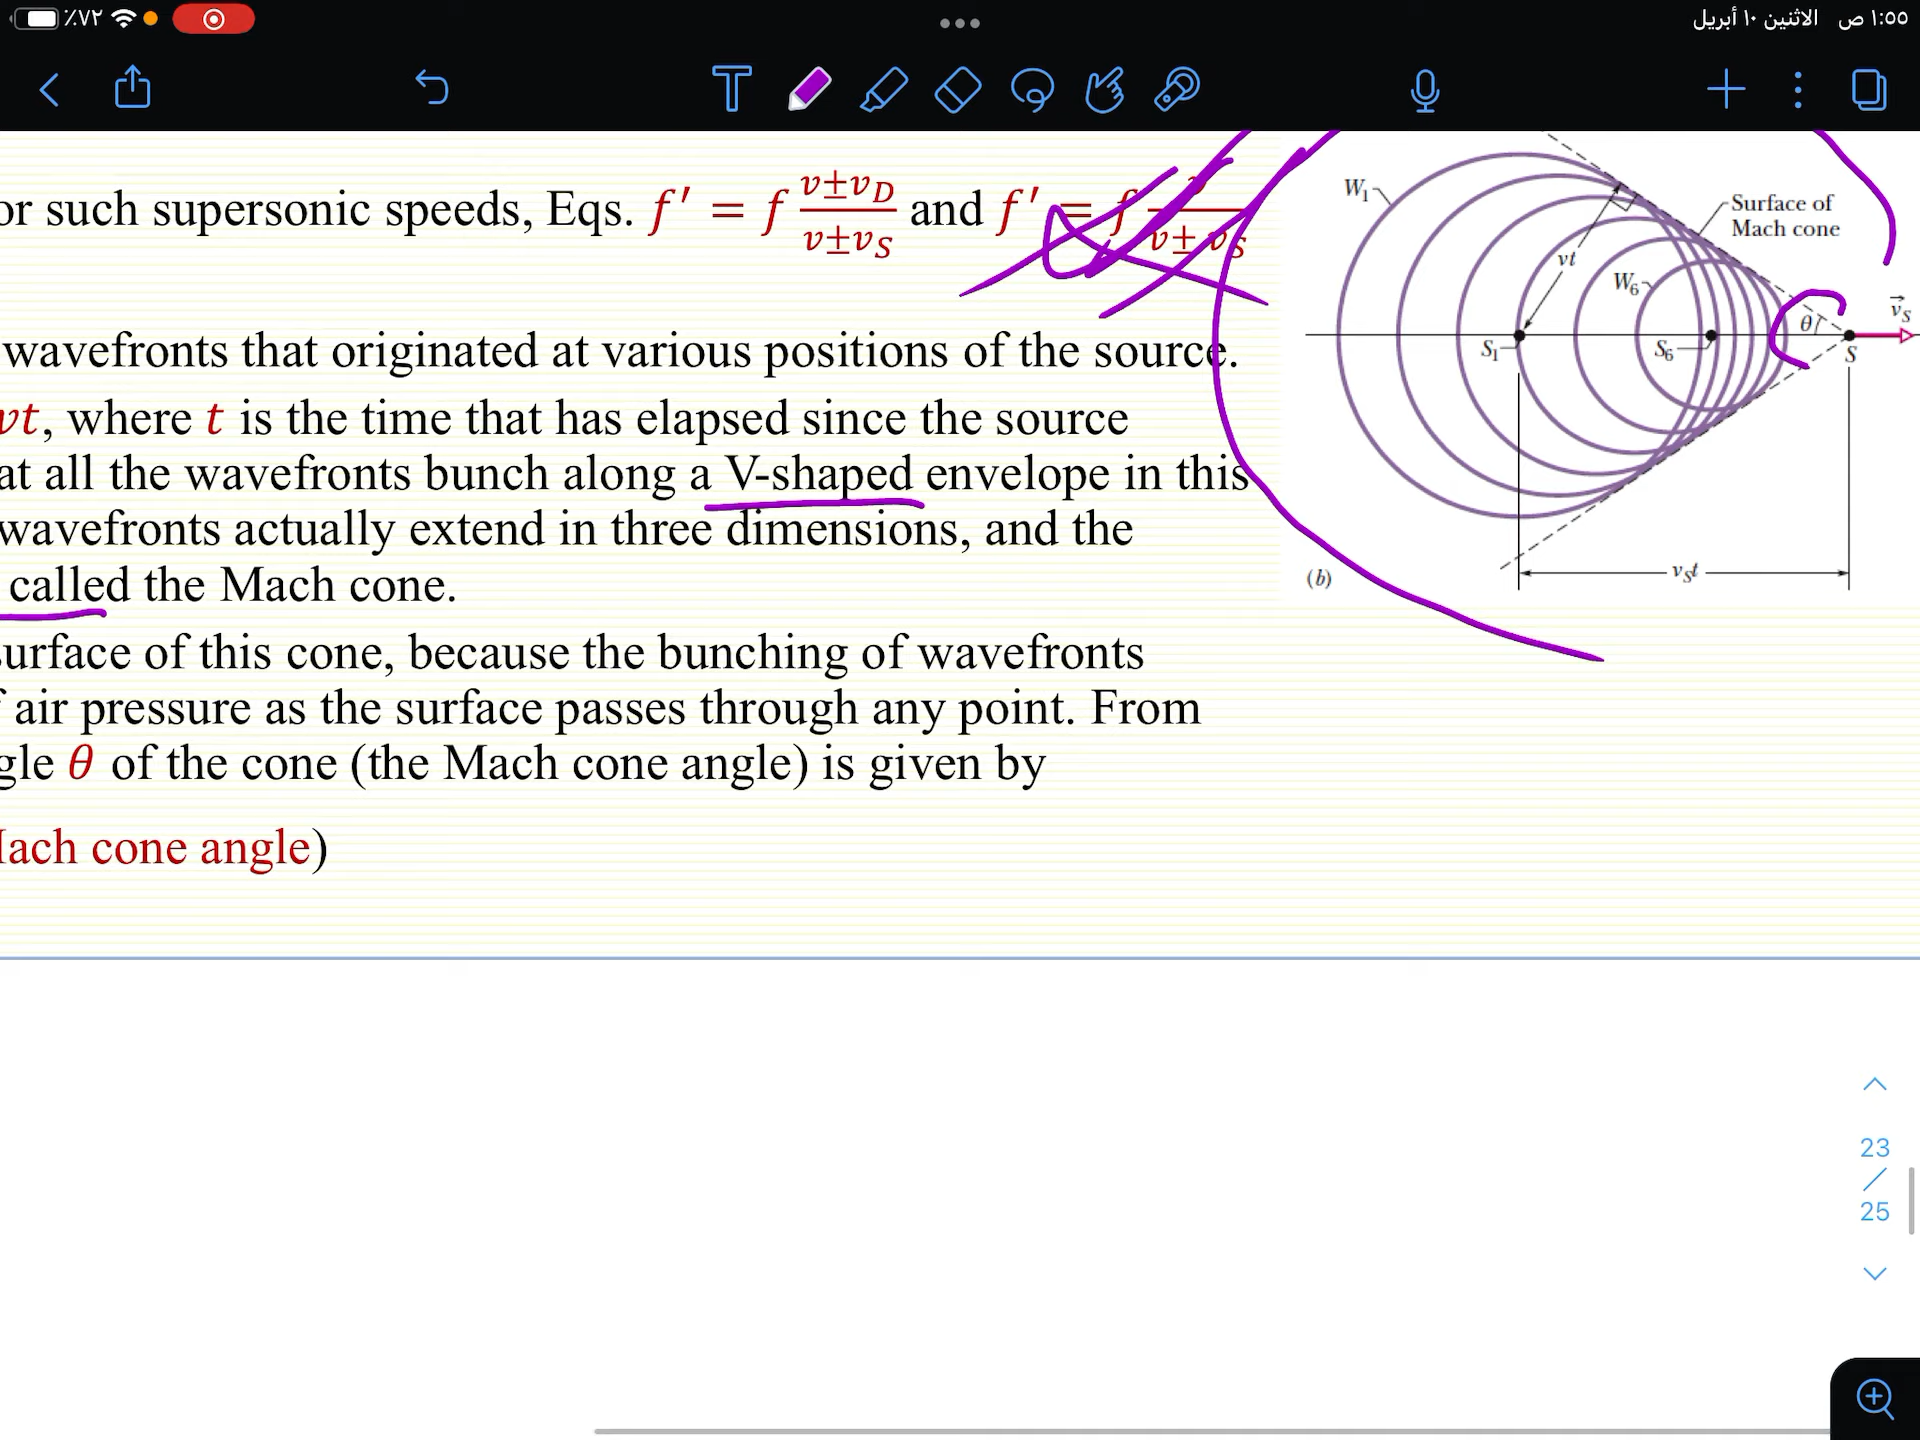 ٪٧٢
١:٥٥ ص الاثنين ١٠ أبريل
or such supersonic speeds, Eqs. f′ = f (v±v_D)/(v±v_S) and f′ = f v/(v±v_S)
wavefronts that originated at various positions of the source.
vt, where t is the time that has elapsed since the source
at all the wavefronts bunch along a V-shaped envelope in this
wavefronts actually extend in three dimensions, and the
called the Mach cone.
surface of this cone, because the bunching of wavefronts
f air pressure as the surface passes through any point. From
gle θ of the cone (the Mach cone angle) is given by
Mach cone angle)
W₁
Surface of
Mach cone
vt
W₆
θ
v⃗_S
S₁
S₆
S
(b)
v_S t
23
/
25